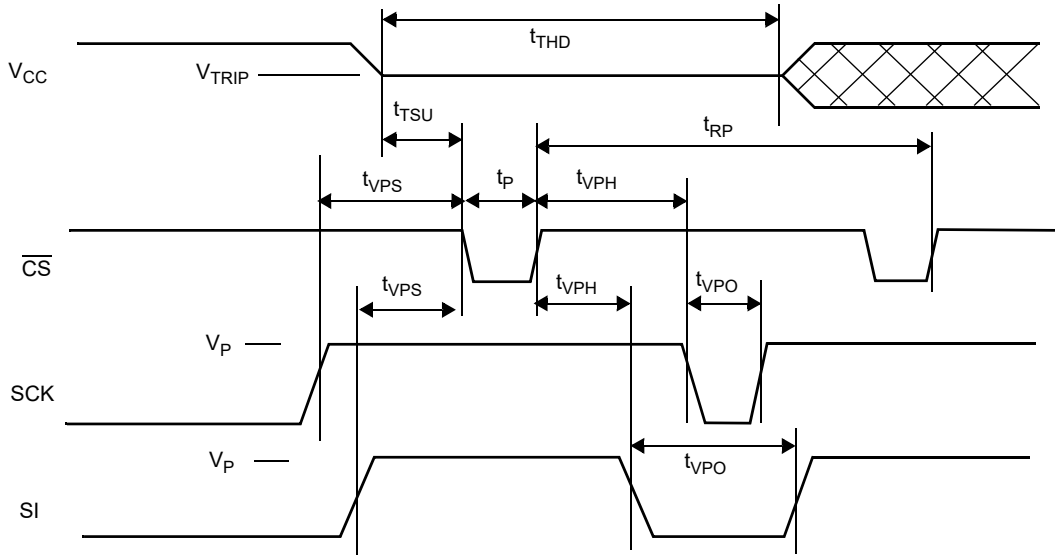 tTHD
VCC
VTRIP
tTSU
tRP
tVPS
tP
tVPH
CS
tVPS
tVPH
tVPO
VP
SCK
VP
tVPO
SI